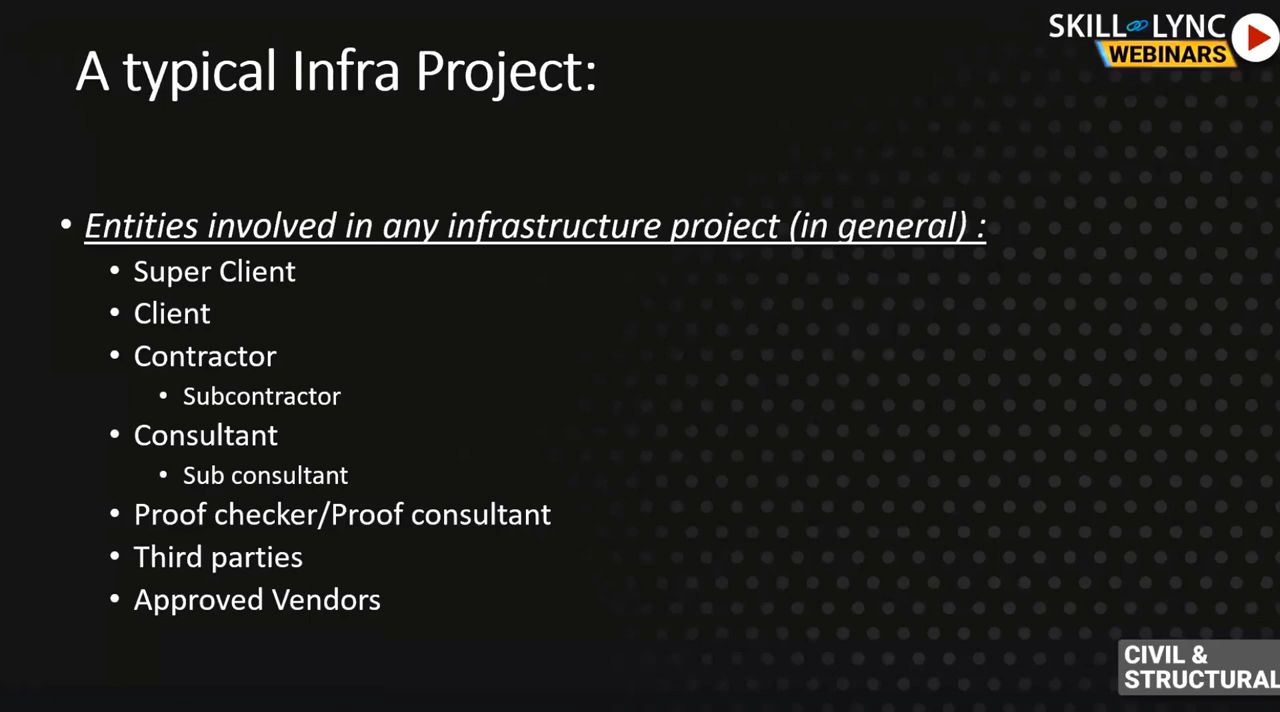 SKILL LYNC
WEBINARS
A typical Infra Project:
• Entities involved in any infrastructure project (in general) :
• Super Client
• Client
• Contractor
• Subcontractor
• Consultant
• Sub consultant
• Proof checker/Proof consultant
• Third parties
• Approved Vendors
CIVIL &
STRUCTURAL